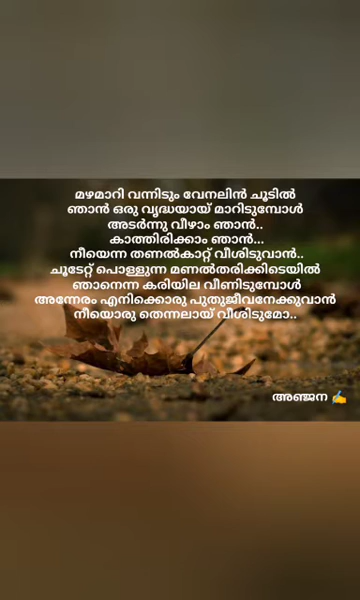 മഴമാറി വന്നിടും വേനലിൻ ചൂടിൽ
ഞാൻ ഒരു വൃദ്ധയായ് മാറിടുമ്പോൾ
അടർന്നു വീഴാം ഞാൻ..
കാത്തിരിക്കാം ഞാൻ...
നീയെന്ന തണൽകാറ്റ് വീശിടുവാൻ..
ചൂടേറ്റ് പൊള്ളുന്ന മണൽതരിക്കിടെയിൽ
ഞാനെന്ന കരിയില വീണിടുമ്പോൾ
അന്നേരം എനിക്കൊരു പുതുജീവനേക്കുവാൻ
നീയൊരു തെന്നലായ് വീശിടുമോ..
അഞ്ജന ✍️